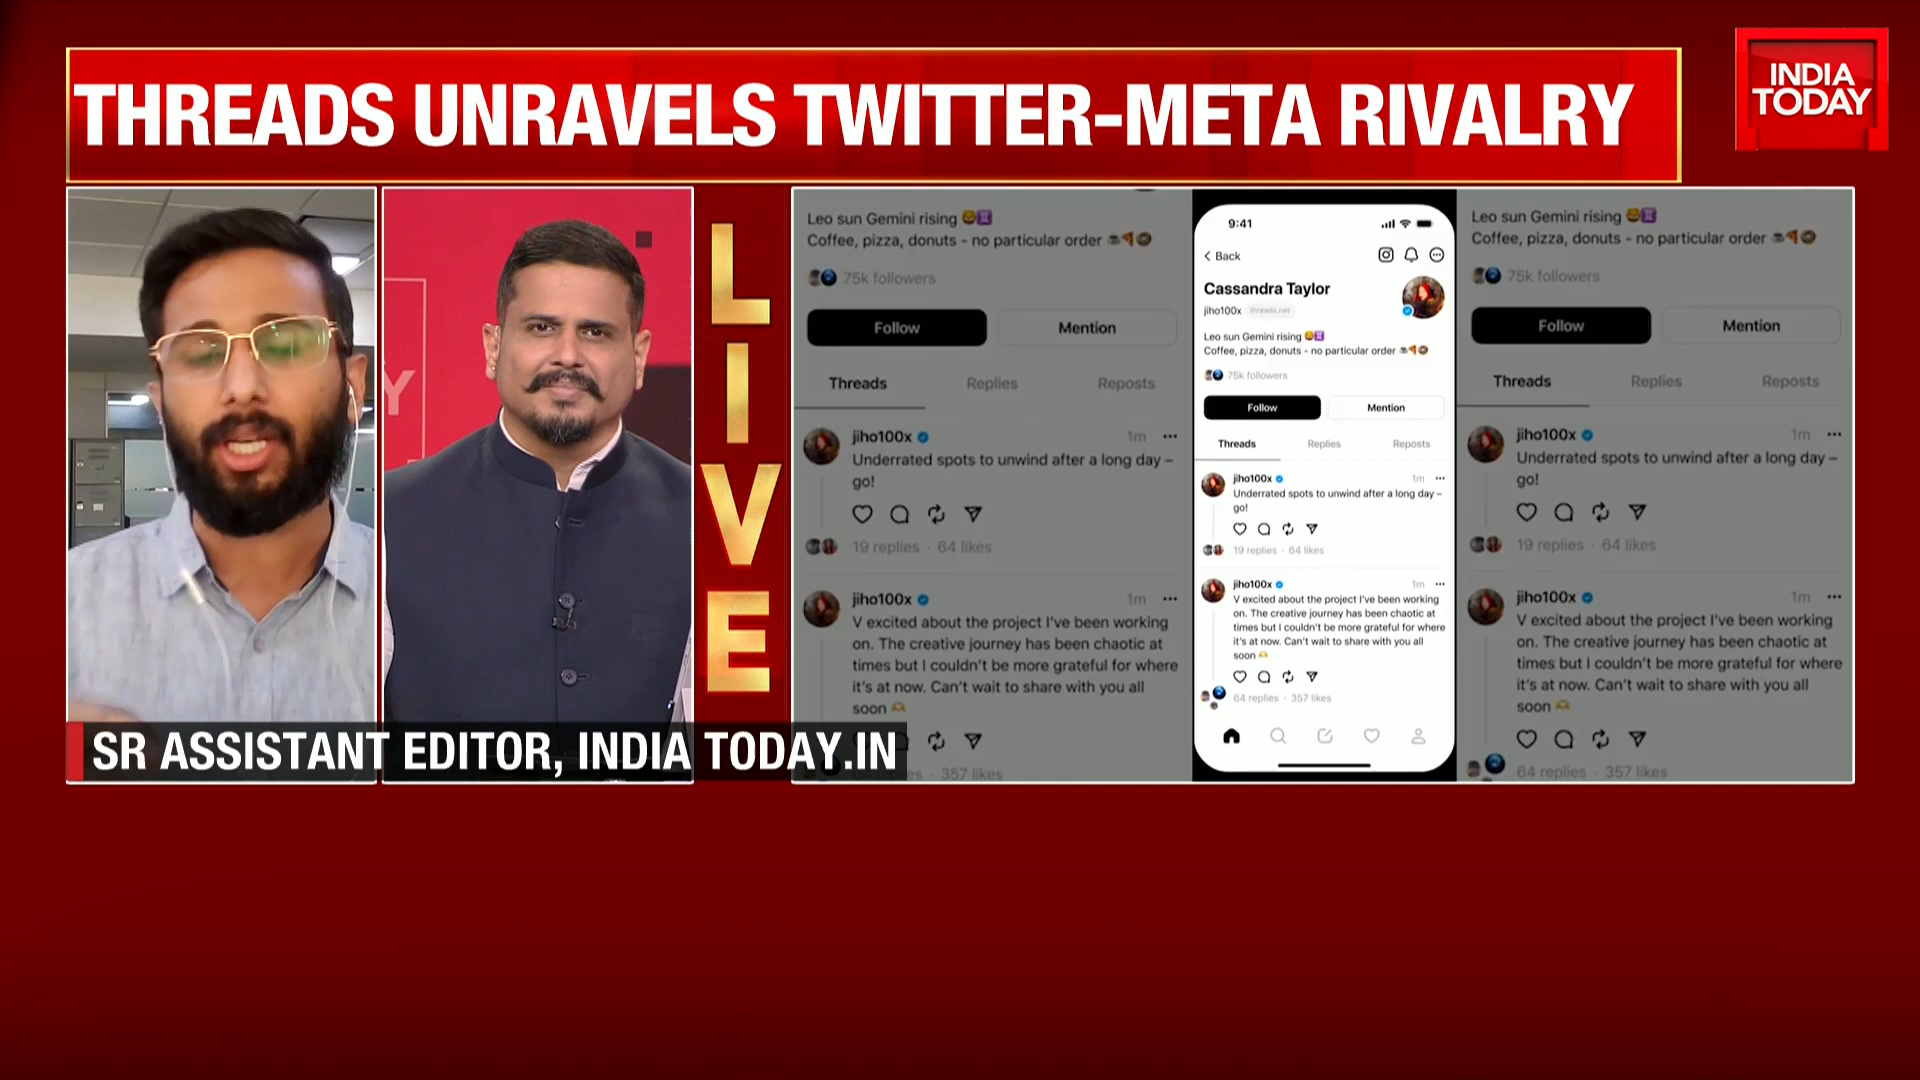 THREADS UNRAVELS TWITTER-META RIVALRY
INDIA
TODAY
Y
LIVE
SR ASSISTANT EDITOR, INDIA TODAY.IN
Leo sun Gemini rising
Coffee, pizza, donuts - no particular order
75k followers
Follow
Mention
Threads
Replies
Reposts
jiho100x
1m
Underrated spots to unwind after a long day –
go!
19 replies · 64 likes
jiho100x
1m
V excited about the project I've been working
on. The creative journey has been chaotic at
times but I couldn't be more grateful for where
it's at now. Can't wait to share with you all
soon
357 likes
9:41
Back
Cassandra Taylor
jiho100x threads.net
Leo sun Gemini rising
Coffee, pizza, donuts - no particular order
75k followers
Follow
Mention
Threads
Replies
Reposts
jiho100x
1m
Underrated spots to unwind after a long day –
go!
19 replies · 64 likes
jiho100x
1m
V excited about the project I've been working
on. The creative journey has been chaotic at
times but I couldn't be more grateful for where
it's at now. Can't wait to share with you all
soon
64 replies · 357 likes
Leo sun Gemini rising
Coffee, pizza, donuts - no particular order
75k followers
Follow
Mention
Threads
Replies
Reposts
jiho100x
1m
Underrated spots to unwind after a long day –
go!
19 replies · 64 likes
jiho100x
1m
V excited about the project I've been working
on. The creative journey has been chaotic at
times but I couldn't be more grateful for where
it's at now. Can't wait to share with you all
soon
64 replies · 357 likes